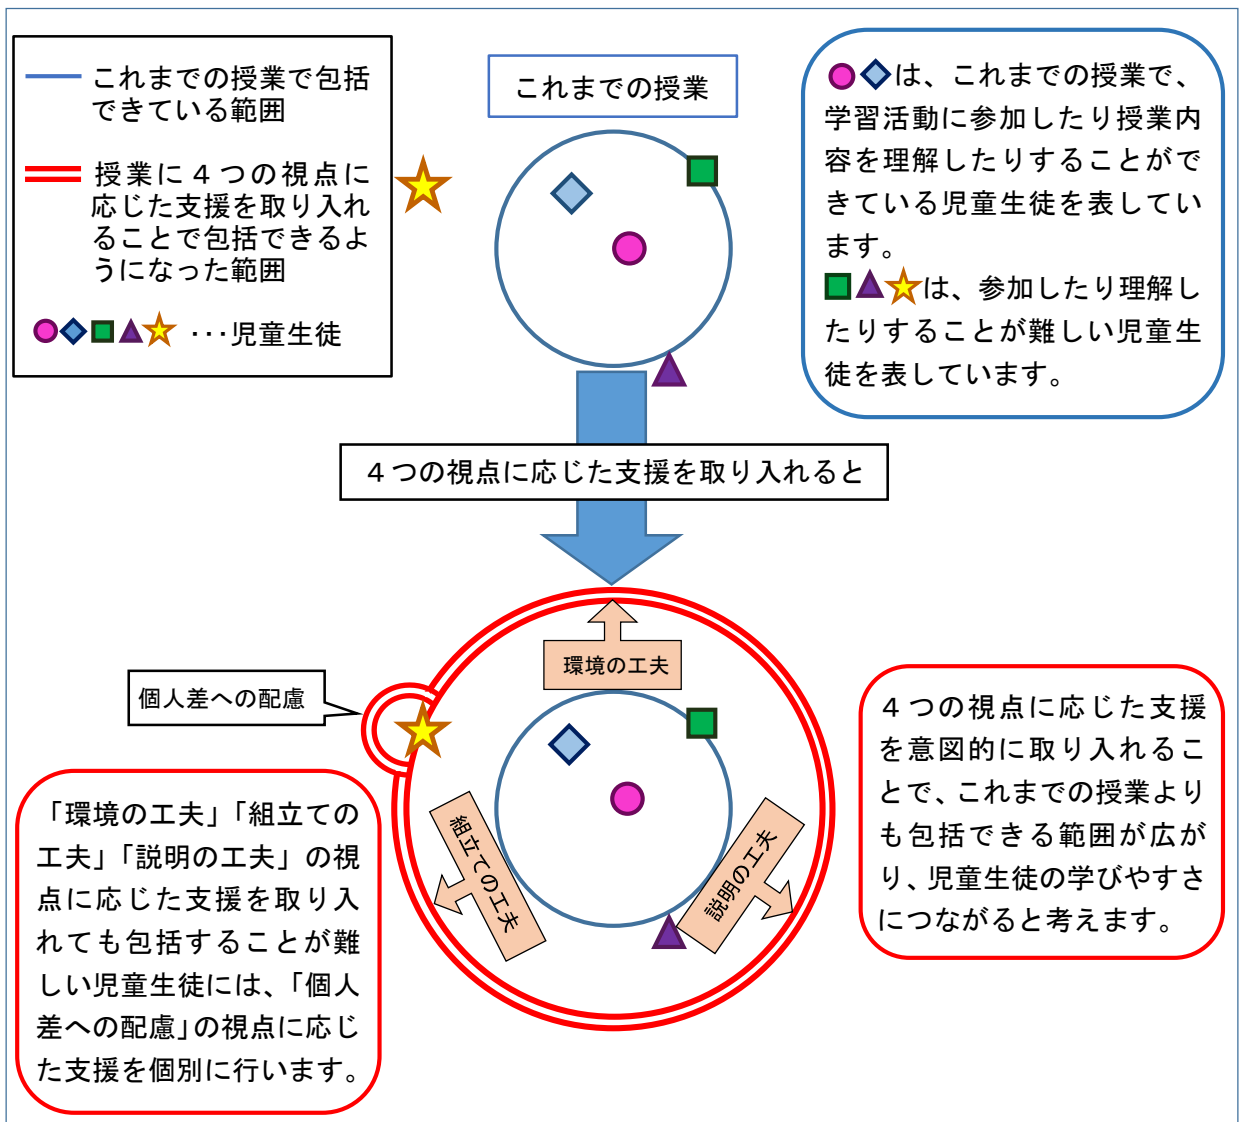 これまでの授業で包括
できている範囲
授業に４つの視点に
応じた支援を取り入れ
ることで包括できるよ
うになった範囲
･･･児童生徒
これまでの授業
は、これまでの授業で、
学習活動に参加したり授業内
容を理解したりすることがで
きている児童生徒を表してい
ます。
は、参加したり理解し
たりすることが難しい児童生
徒を表しています。
４つの視点に応じた支援を取り入れると
環境の工夫
個人差への配慮
組立ての工夫
説明の工夫
「環境の工夫」「組立ての
工夫」「説明の工夫」の視
点に応じた支援を取り入
れても包括することが難
しい児童生徒には、「個人
差への配慮」の視点に応じ
た支援を個別に行います。
４つの視点に応じた支援
を意図的に取り入れるこ
とで、これまでの授業より
も包括できる範囲が広が
り、児童生徒の学びやすさ
につながると考えます。